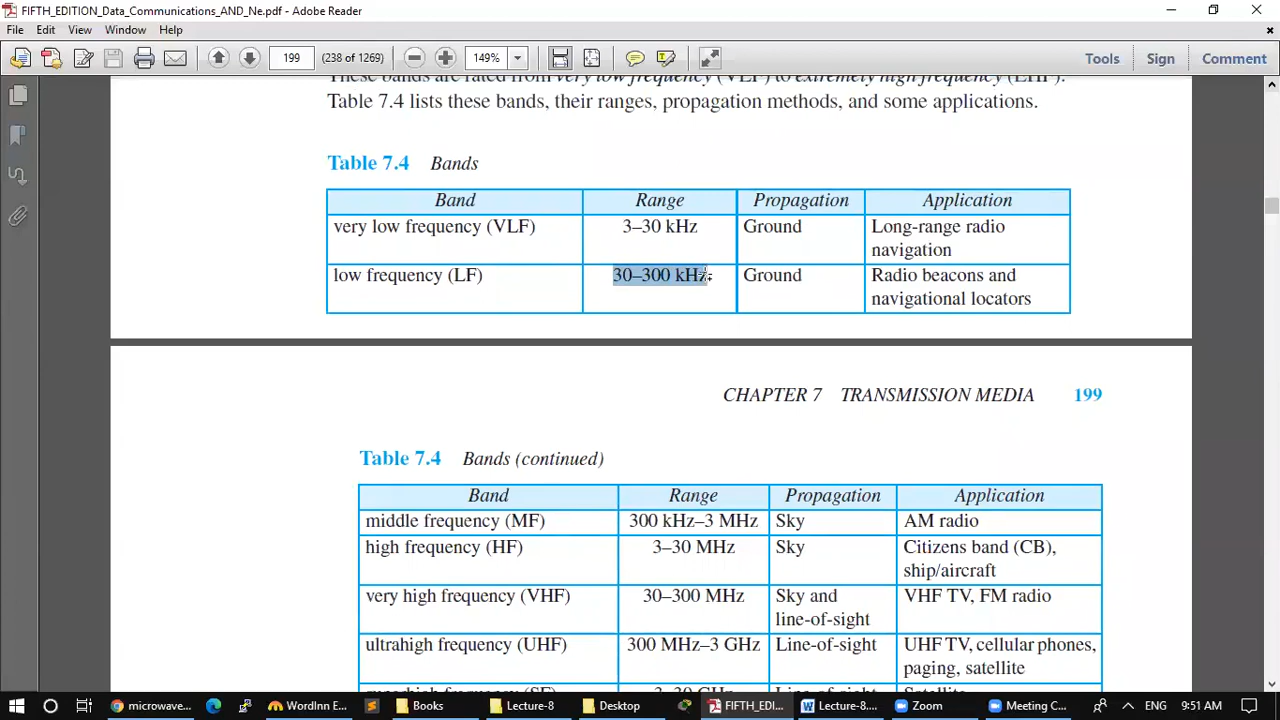 FIFTH_EDITION_Data_Communications_AND_Ne.pdf - Adobe Reader
File Edit View Window Help
199 (238 of 1269) 149% Tools Sign Comment
These bands are rated from very low frequency (VLF) to extremely high frequency (EHF).
Table 7.4 lists these bands, their ranges, propagation methods, and some applications.
Table 7.4 Bands
Band Range Propagation Application
very low frequency (VLF) 3–30 kHz Ground Long-range radio
navigation
low frequency (LF) 30–300 kHz Ground Radio beacons and
navigational locators
CHAPTER 7 TRANSMISSION MEDIA 199
Table 7.4 Bands (continued)
Band Range Propagation Application
middle frequency (MF) 300 kHz–3 MHz Sky AM radio
high frequency (HF) 3–30 MHz Sky Citizens band (CB),
ship/aircraft
very high frequency (VHF) 30–300 MHz Sky and VHF TV, FM radio
line-of-sight
ultrahigh frequency (UHF) 300 MHz–3 GHz Line-of-sight UHF TV, cellular phones,
paging, satellite
3–30 GHz Line-of-sight Satellite
microwave... WordInn E... Books Lecture-8 Desktop FIFTH_EDI... Lecture-8.... Zoom Meeting C... ENG 9:51 AM